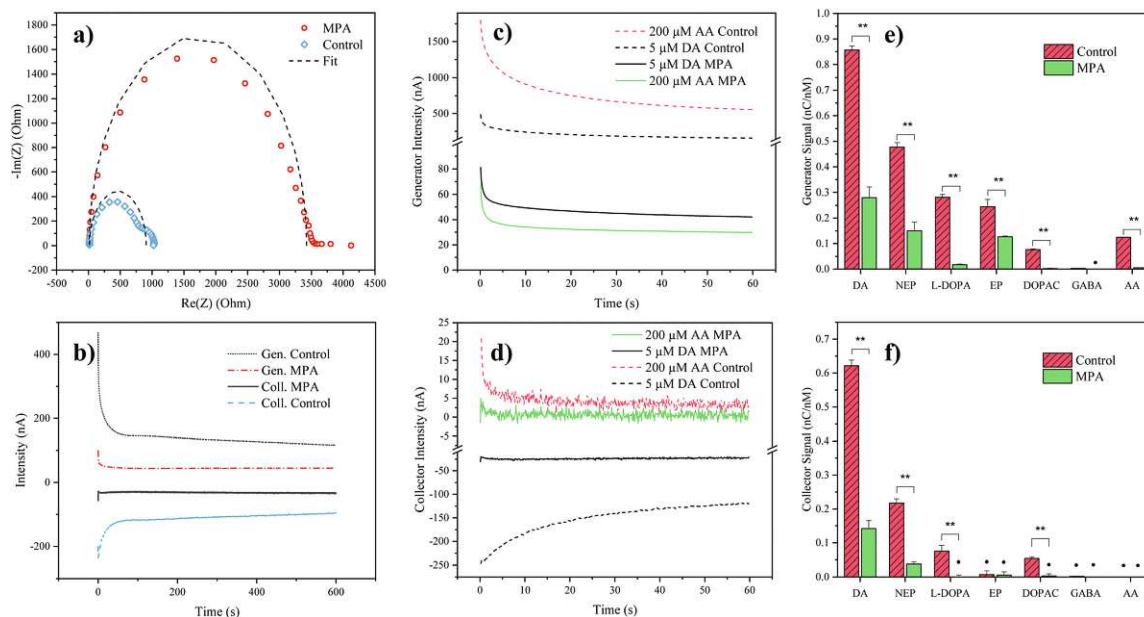 a)
MPA
Control
Fit
-Im(Z) (Ohm)
1800
1600
1400
1200
1000
800
600
400
200
0
-200
0 500 1000 1500 2000 2500 3000 3500 4000 4500
Re(Z) (Ohm)
c)
200 µM AA Control
5 µM DA Control
5 µM DA MPA
200 µM AA MPA
Generator Intensity (nA)
1500
1000
500
80
60
40
20
0
0 10 20 30 40 50 60
Time (s)
e)
Control
MPA
Generator Signal (nC/nM)
1.0
0.9
0.8
0.7
0.6
0.5
0.4
0.3
0.2
0.1
0.0
**
**
**
**
**
**
DA NEP L-DOPA EP DOPAC GABA AA
b)
Gen. Control
Gen. MPA
Coll. MPA
Coll. Control
Intensity (nA)
400
200
0
-200
0 200 400 600
Time (s)
d)
200 µM AA MPA
5 µM DA MPA
200 µM AA Control
5 µM DA Control
Collector Intensity (nA)
25
20
15
10
5
0
5
-50
-100
-150
-200
-250
0 10 20 30 40 50 60
Time (s)
f)
Control
MPA
Collector Signal (nC/nM)
0.7
0.6
0.5
0.4
0.3
0.2
0.1
0.0
**
**
**
**
DA NEP L-DOPA EP DOPAC GABA AA